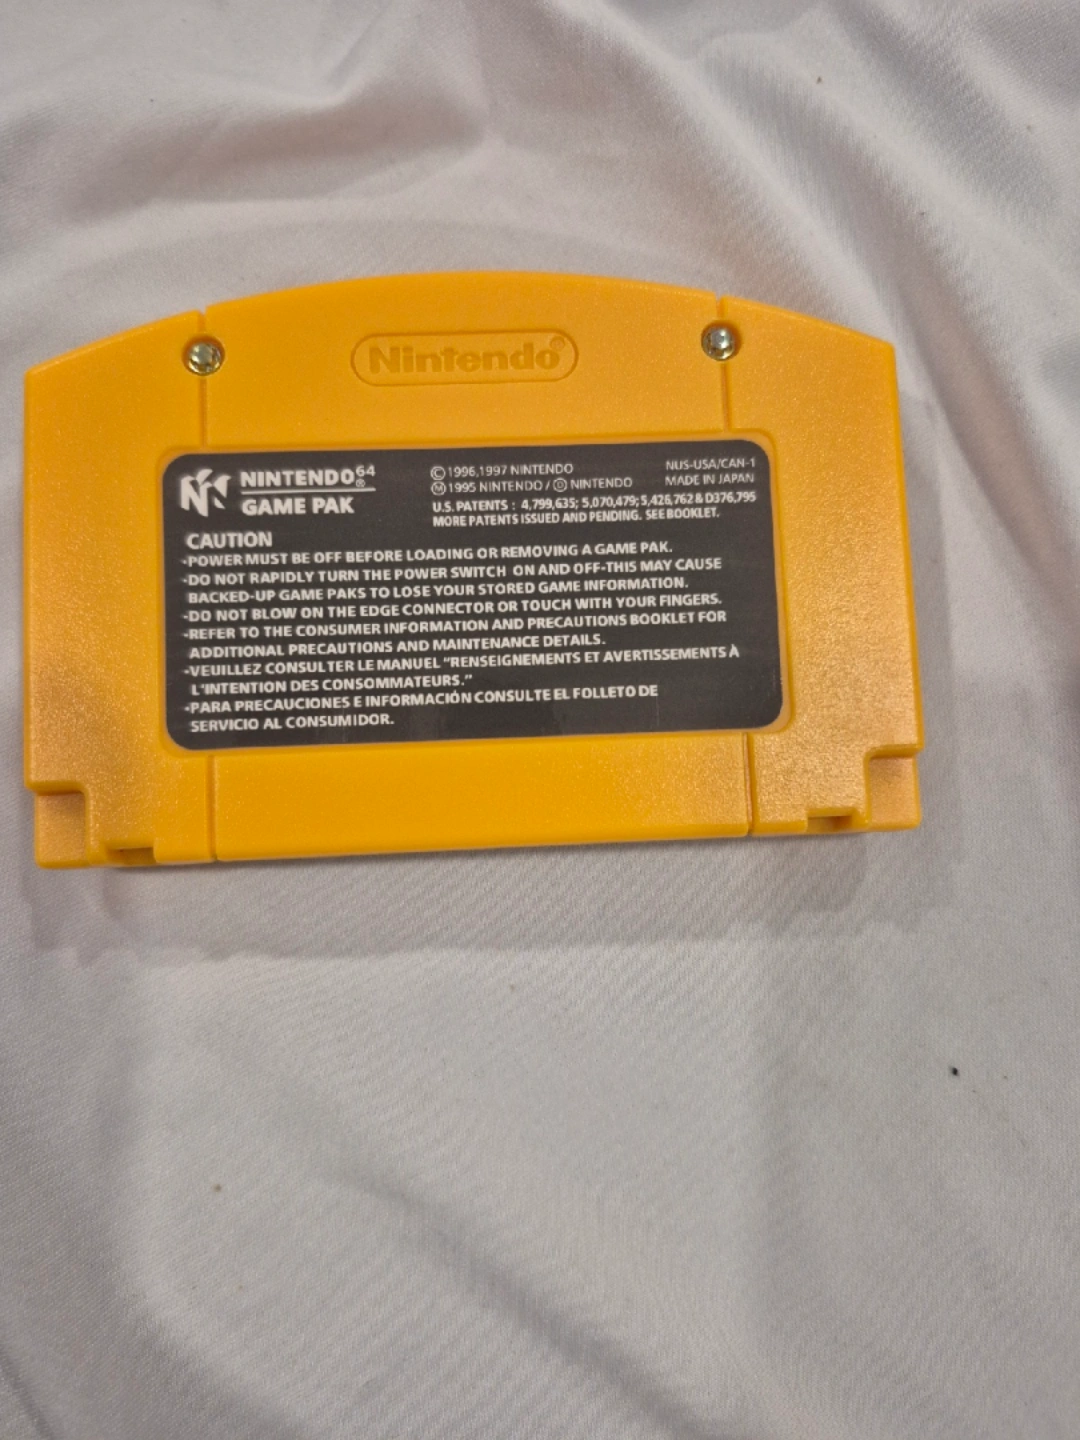 Nintendo®
NINTENDO64®
GAME PAK
©1996,1997 NINTENDO
Ⓜ1995 NINTENDO / Ⓓ NINTENDO
NUS-USA/CAN-1
MADE IN JAPAN
U.S. PATENTS : 4,799,635; 5,070,479; 5,426,762 & D376,795
MORE PATENTS ISSUED AND PENDING. SEE BOOKLET.
CAUTION
-POWER MUST BE OFF BEFORE LOADING OR REMOVING A GAME PAK.
-DO NOT RAPIDLY TURN THE POWER SWITCH ON AND OFF-THIS MAY CAUSE
BACKED-UP GAME PAKS TO LOSE YOUR STORED GAME INFORMATION.
-DO NOT BLOW ON THE EDGE CONNECTOR OR TOUCH WITH YOUR FINGERS.
-REFER TO THE CONSUMER INFORMATION AND PRECAUTIONS BOOKLET FOR
ADDITIONAL PRECAUTIONS AND MAINTENANCE DETAILS.
-VEUILLEZ CONSULTER LE MANUEL "RENSEIGNEMENTS ET AVERTISSEMENTS À
L'INTENTION DES CONSOMMATEURS."
-PARA PRECAUCIONES E INFORMACIÓN CONSULTE EL FOLLETO DE
SERVICIO AL CONSUMIDOR.